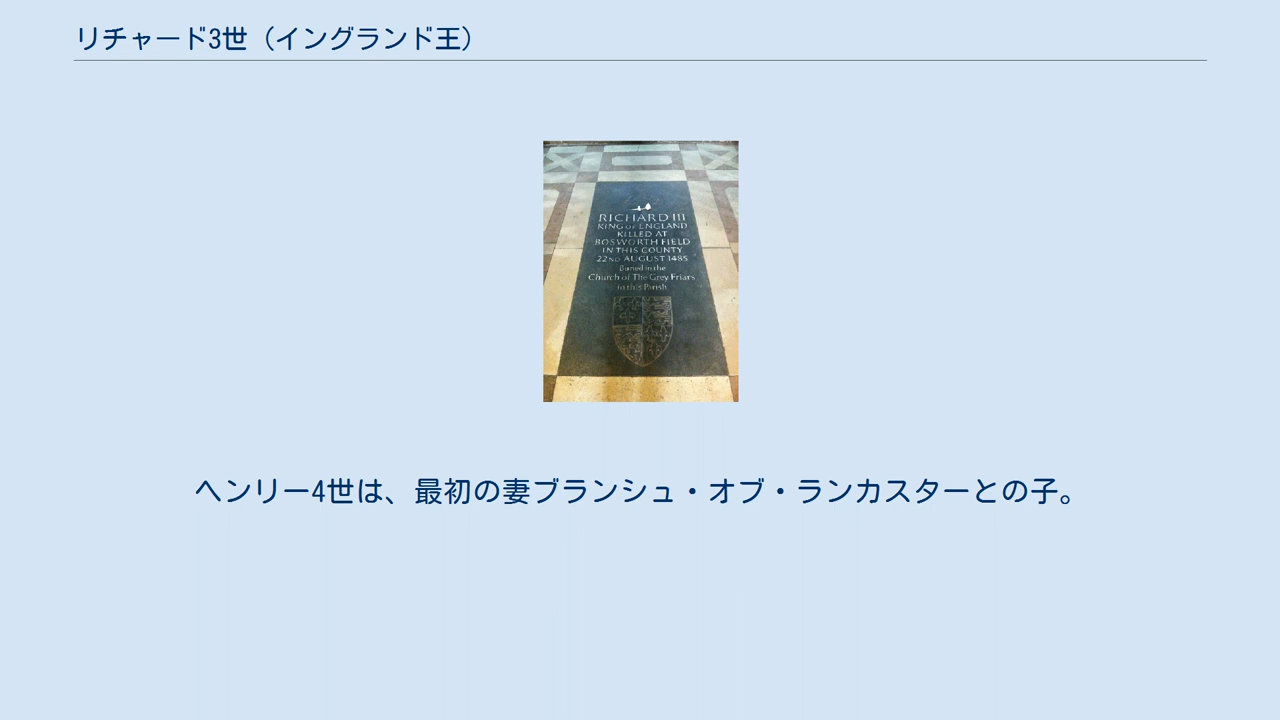 リチャード3世（イングランド王）
RICHARD III
KING OF ENGLAND
KILLED AT
BOSWORTH FIELD
IN THIS COUNTY
22ND AUGUST 1485
Buried in the
Church of The Grey Friars
in this Parish
ヘンリー4世は、最初の妻ブランシュ・オブ・ランカスターとの子。